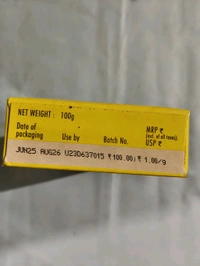 NET WEIGHT: 100g
Date of packaging Use by Batch No. MRP ₹ (incl. of all taxes). USP ₹
JUN25 AUG26 U23D637015 ₹100.00; ₹1.00/g